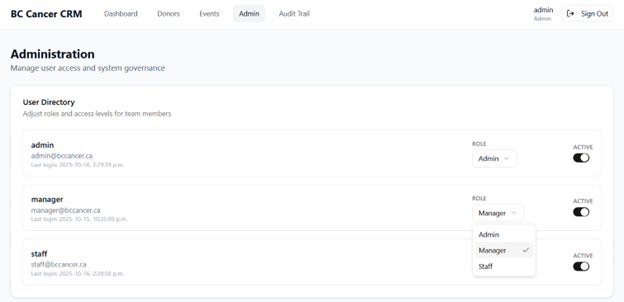 BC Cancer CRM Dashboard Donors Events Admin Audit Trail admin Sign Out
Admin
Administration
Manage user access and system governance
User Directory
Adjust roles and access levels for team members
admin
admin@bccancer.ca
Last login: 2025-10-16, 2:29:39 p.m.
ROLE
Admin
ACTIVE
manager
manager@bccancer.ca
Last login: 2025-10-15, 10:25:00 p.m.
ROLE
Manager
ACTIVE
Admin
Manager
Staff
staff
staff@bccancer.ca
Last login: 2025-10-16, 2:28:58 p.m.
ACTIVE